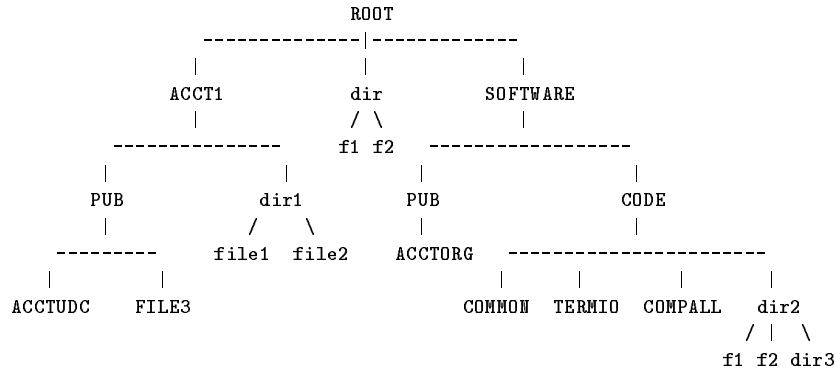 ROOT
ACCT1 dir SOFTWARE
f1 f2
PUB dir1 PUB CODE
file1 file2 ACCTORG
ACCTUDC FILE3 COMMON TERMIO COMPALL dir2
f1 f2 dir3